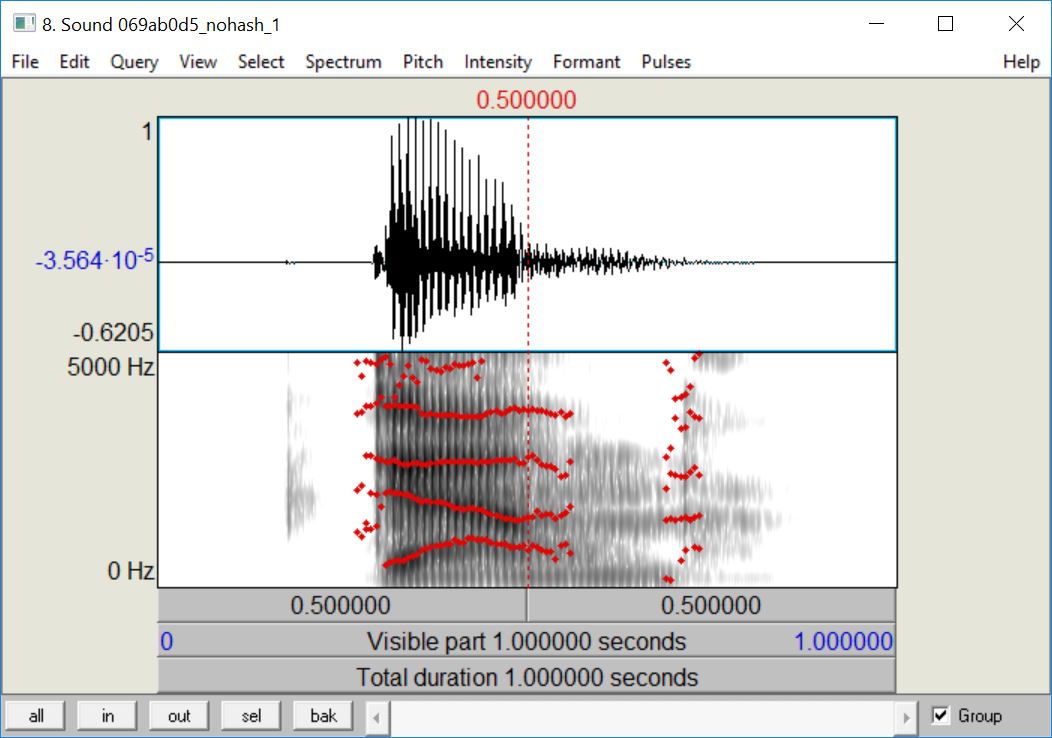 8. Sound 069ab0d5_nohash_1
File Edit Query View Select Spectrum Pitch Intensity Formant Pulses Help
0.500000
1
-3.564·10⁻⁵
-0.6205
5000 Hz
0 Hz
0.500000 0.500000
0 Visible part 1.000000 seconds 1.000000
Total duration 1.000000 seconds
all in out sel bak Group